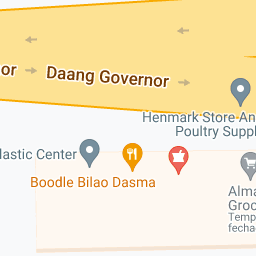 or
Daang Governor
Henmark Store An
Poultry Suppl
lastic Center
Boodle Bilao Dasma
Alma
Groc
Temp
fecha